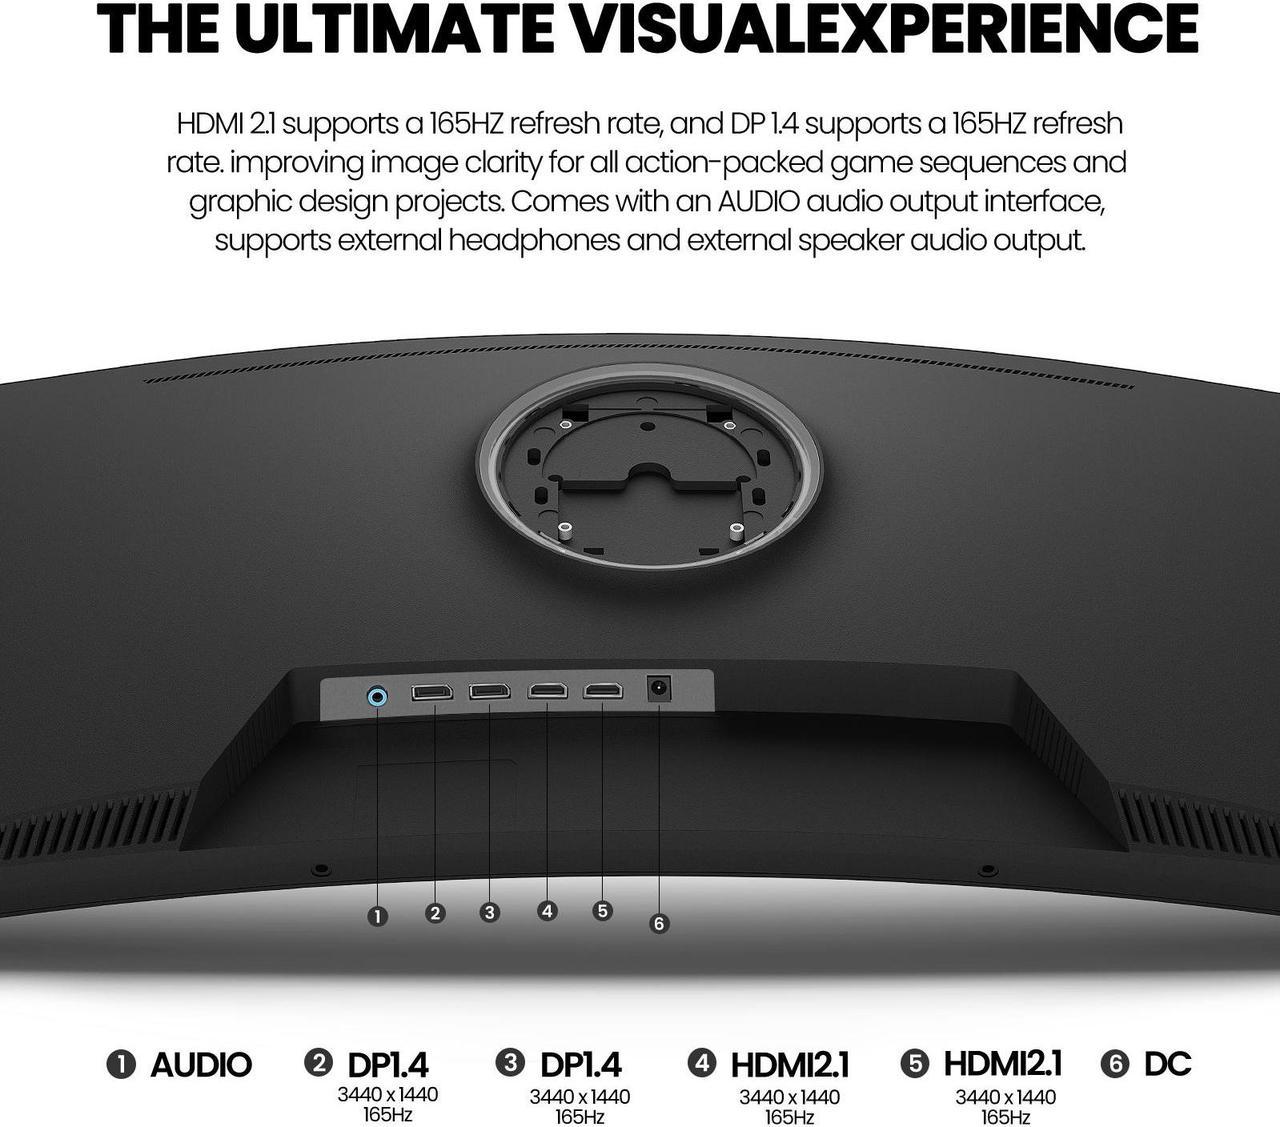 THE ULTIMATE VISUALEXPERIENCE
HDMI 2.1 supports a 165HZ refresh rate, and DP 1.4 supports a 165HZ refresh
rate. improving image clarity for all action-packed game sequences and
graphic design projects. Comes with an AUDIO audio output interface,
supports external headphones and external speaker audio output.
1 2 3 4 5 6
1 AUDIO 2 DP1.4 3 DP1.4 4 HDMI2.1 5 HDMI2.1 6 DC
3440 x 1440 3440 x 1440 3440 x 1440 3440 x 1440
165Hz 165Hz 165Hz 165Hz